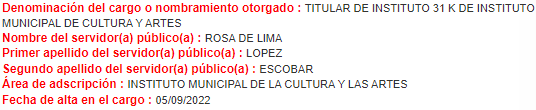 Denominación del cargo o nombramiento otorgado : TITULAR DE INSTITUTO 31 K DE INSTITUTO
MUNICIPAL DE CULTURA Y ARTES
Nombre del servidor(a) público(a) : ROSA DE LIMA
Primer apellido del servidor(a) público(a) : LOPEZ
Segundo apellido del servidor(a) público(a) : ESCOBAR
Área de adscripción : INSTITUTO MUNICIPAL DE LA CULTURA Y LAS ARTES
Fecha de alta en el cargo : 05/09/2022